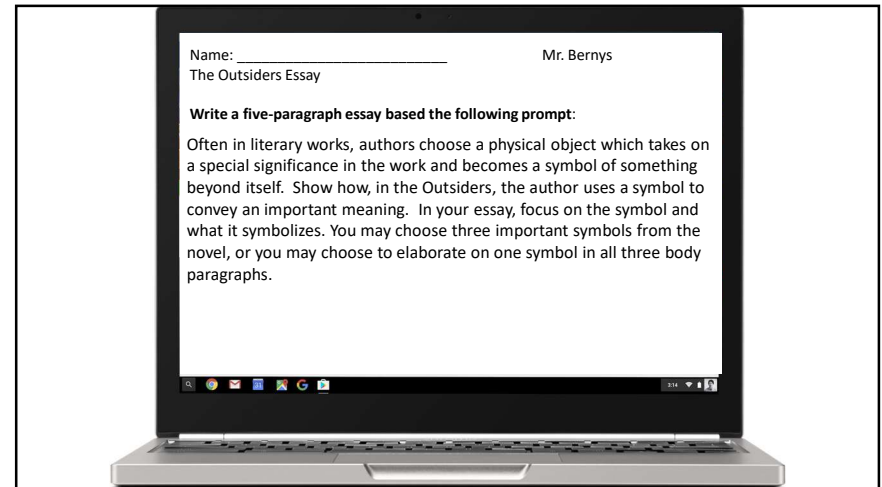 Name: __________________________ Mr. Bernys
The Outsiders Essay
Write a five-paragraph essay based the following prompt:
Often in literary works, authors choose a physical object which takes on
a special significance in the work and becomes a symbol of something
beyond itself. Show how, in the Outsiders, the author uses a symbol to
convey an important meaning. In your essay, focus on the symbol and
what it symbolizes. You may choose three important symbols from the
novel, or you may choose to elaborate on one symbol in all three body
paragraphs.
31 G 3:14